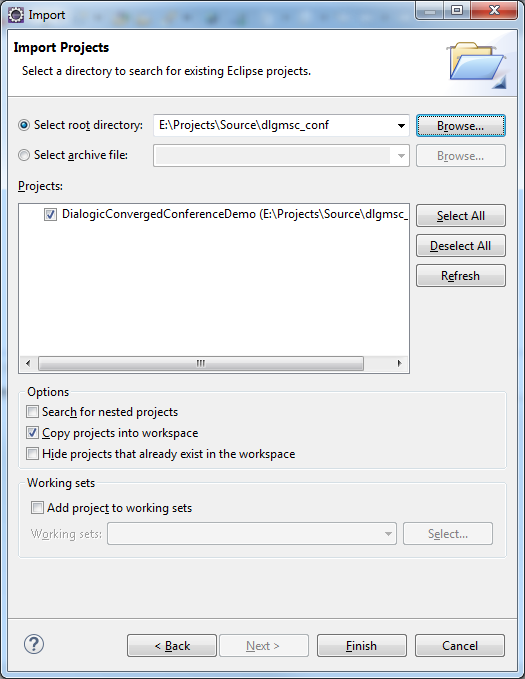 Import
Import Projects
Select a directory to search for existing Eclipse projects.
Select root directory: E:\Projects\Source\dlgmsc_conf Browse...
Select archive file: Browse...
Projects:
DialogicConvergedConferenceDemo (E:\Projects\Source\dlgmsc_
Select All
Deselect All
Refresh
Options
Search for nested projects
Copy projects into workspace
Hide projects that already exist in the workspace
Working sets
Add project to working sets
Working sets: Select...
? < Back Next > Finish Cancel